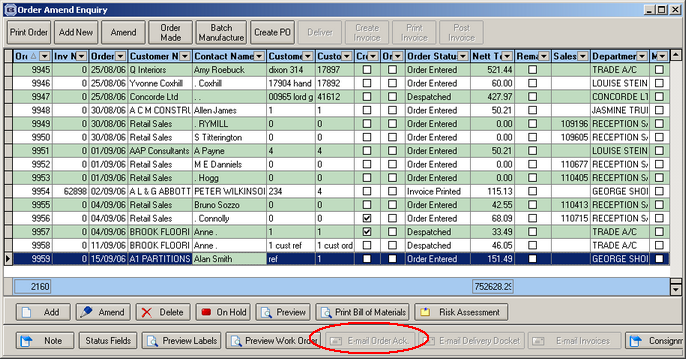 Order Amend Enquiry
Print Order Add New Amend Order Made Batch Manufacture Create PO Deliver Create Invoice Print Invoice Post Invoice
Ord Inv N Order Customer N Contact Name Custome Custo Cre Or Order Statu Nett T Rema Sales Departmen M
9945 0 25/08/06 Q Interiors Amy Roebuck dixon 314 17897 Order Entered 521.44 TRADE A/C
9946 0 30/08/06 Yvonne Coxhill . Coxhill 17904 hand 17892 Order Entered 60.00 LOUISE STEIN
9947 0 25/08/06 Concorde Ltd . . 00965 lord g 41612 Despatched 427.97 CONCORDE LT
9948 0 30/08/06 A C M CONSTRU Allen James 1 1 Order Entered 50.21 JASMINE TRUI
9949 0 30/08/06 Retail Sales . RYMILL 0 0 Order Entered 0.00 109196 RECEPTION SA
9950 0 30/08/06 Retail Sales S Titterington 0 0 Order Entered 0.00 109605 RECEPTION SA
9951 0 01/09/06 AAP Consultants A Payne 4 4 Order Entered 50.21 LOUISE STEIN
9952 0 01/09/06 Retail Sales M E Danniels 0 0 Order Entered 0.00 110677 RECEPTION SA
9953 0 01/09/06 Retail Sales . Hogg 0 0 Order Entered 0.00 110405 RECEPTION SA
9954 62898 02/09/06 A L & G ABBOTT PETER WILKINSO 234 4 Invoice Printed 115.13 GEORGE SHOI
9955 0 04/09/06 Retail Sales Bruno Sozzo 0 0 Order Entered 42.55 110413 RECEPTION SA
9956 0 04/09/06 Retail Sales . Connolly 0 0 Order Entered 68.09 110715 RECEPTION SA
9957 0 04/09/06 BROOK FLOORI Anne . 1 1 Despatched 33.49 TRADE A/C
9958 0 11/09/06 BROOK FLOORI Anne . 1 cust ref 1 cust ord Despatched 46.05 TRADE A/C
9959 0 15/09/06 A1 PARTITIONS Alan Smith ref 1 Order Entered 151.49 GEORGE SHOI
2160 752628.29
Add Amend Delete On Hold Preview Print Bill of Materials Risk Assessment
Note Status Fields Preview Labels Preview Work Order E-mail Order Ack. E-mail Delivery Docket E-mail Invoices Consignm